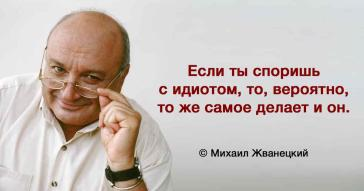 Если ты споришь
с идиотом, то, вероятно,
то же самое делает и он.
© Михаил Жванецкий